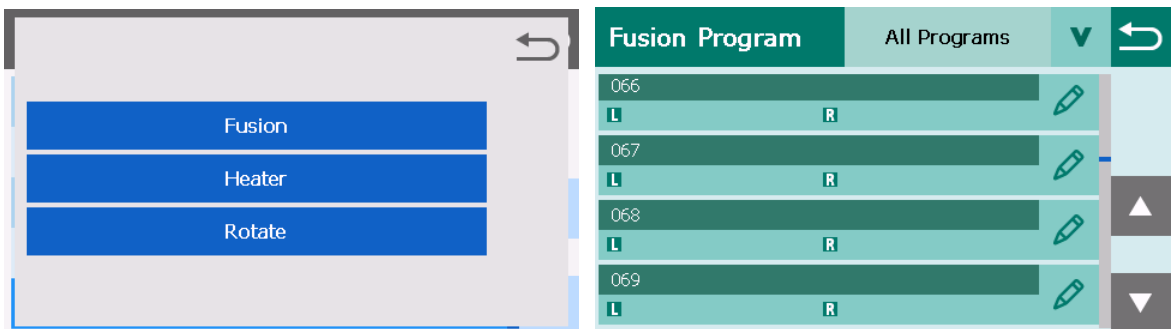 Fusion
Heater
Rotate
Fusion Program
All Programs
V
066
L R
067
L R
068
L R
069
L R